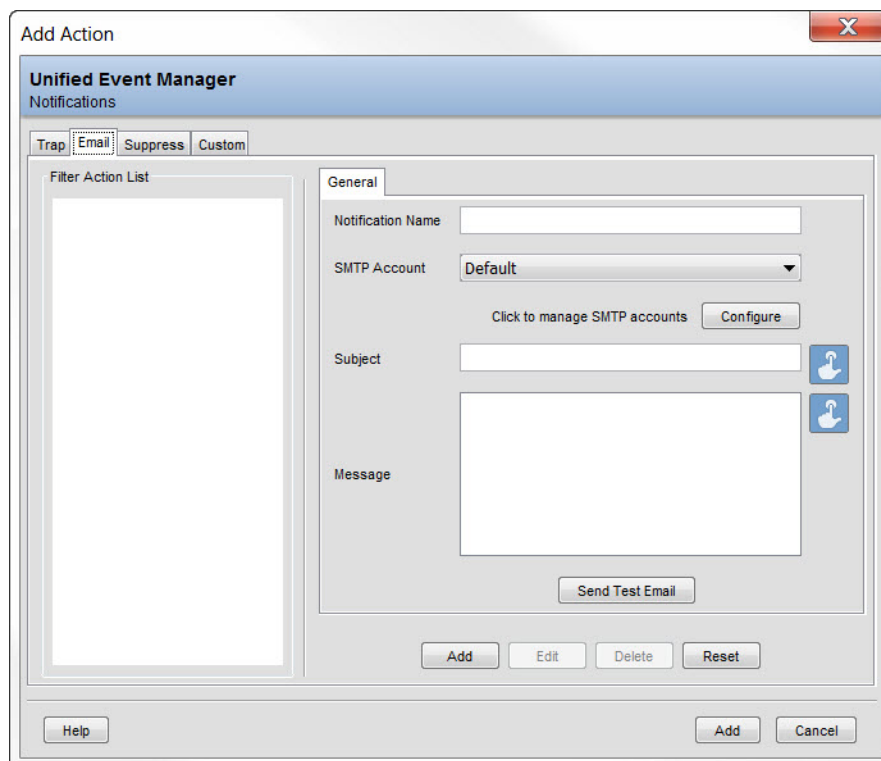 Add Action
Unified Event Manager
Notifications
Trap Email Suppress Custom
Filter Action List
General
Notification Name
SMTP Account Default
Click to manage SMTP accounts Configure
Subject
Message
Send Test Email
Add Edit Delete Reset
Help Add Cancel